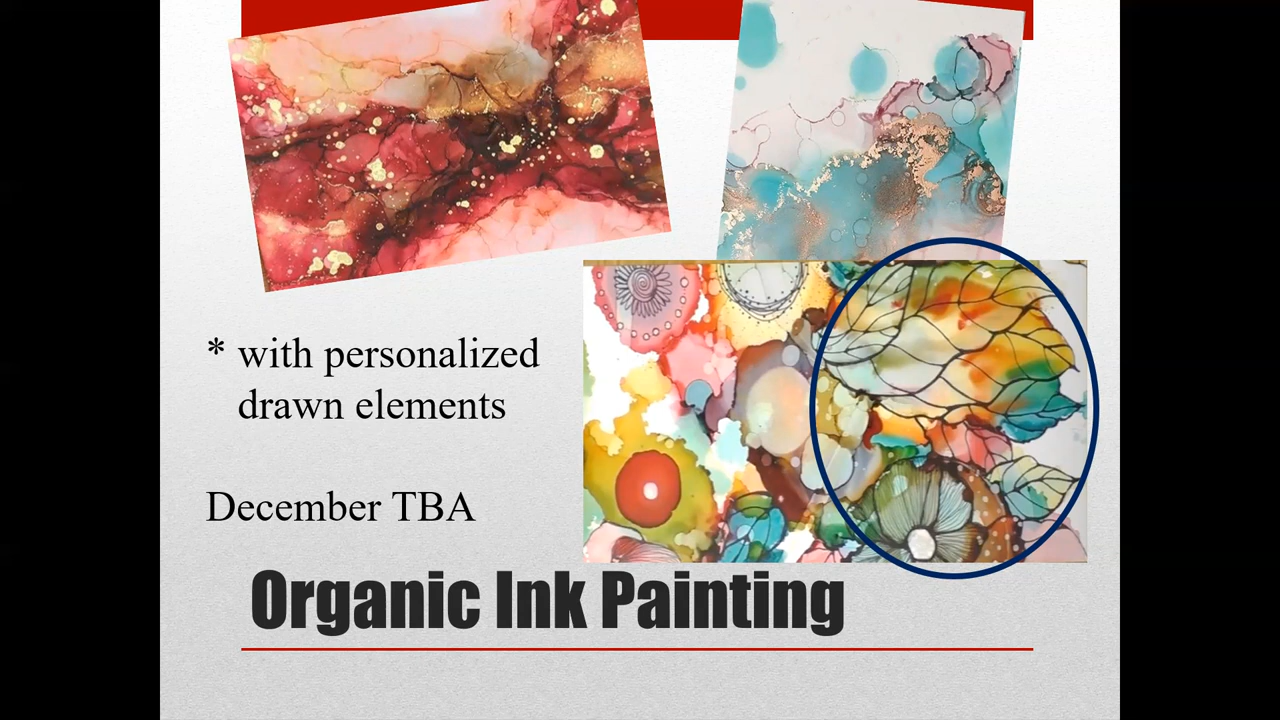 * with personalized
drawn elements
December TBA
Organic Ink Painting